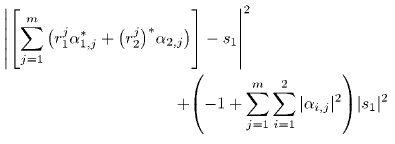 \left| \left[ \sum_{j=1}^{m} \left( r_1^j \alpha_{1,j}^* + \left( r_2^j \right)^* \alpha_{2,j} \right) \right] - s_1 \right|^2
+ \left( -1 + \sum_{j=1}^{m} \sum_{i=1}^{2} |\alpha_{i,j}|^2 \right) |s_1|^2